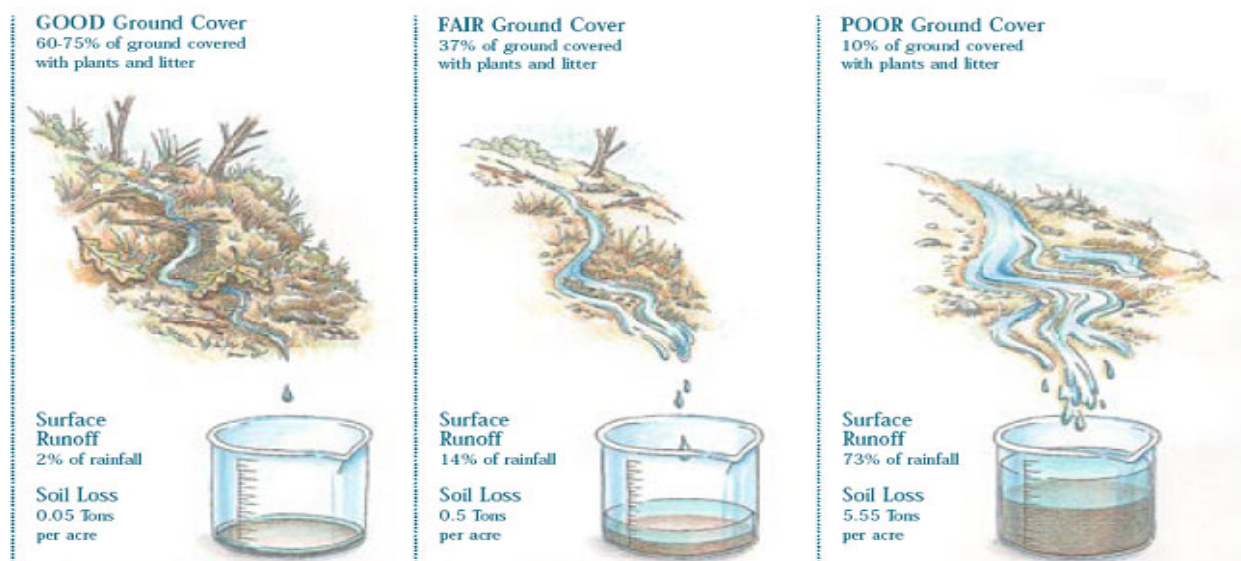 GOOD Ground Cover
60-75% of ground covered
with plants and litter
Surface
Runoff
2% of rainfall
Soil Loss
0.05 Tons
per acre
FAIR Ground Cover
37% of ground covered
with plants and litter
Surface
Runoff
14% of rainfall
Soil Loss
0.5 Tons
per acre
POOR Ground Cover
10% of ground covered
with plants and litter
Surface
Runoff
73% of rainfall
Soil Loss
5.55 Tons
per acre